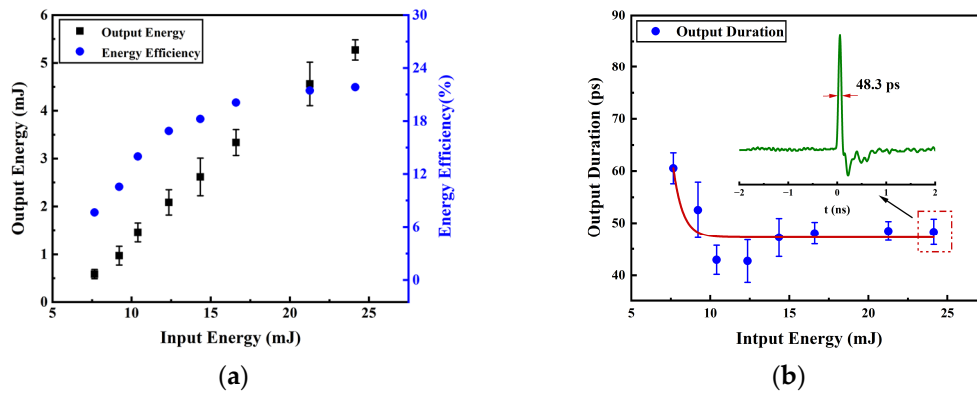 Output Energy
Energy Efficiency
Output Energy (mJ)
6
5
4
3
2
1
0
30
24
18
12
6
0
Energy Efficiency(%)
5
10
15
20
25
Input Energy (mJ)
(a)
Output Duration
48.3 ps
−2
−1
0
1
2
t (ns)
Output Duration (ps)
90
80
70
60
50
40
5
10
15
20
25
Intput Energy (mJ)
(b)